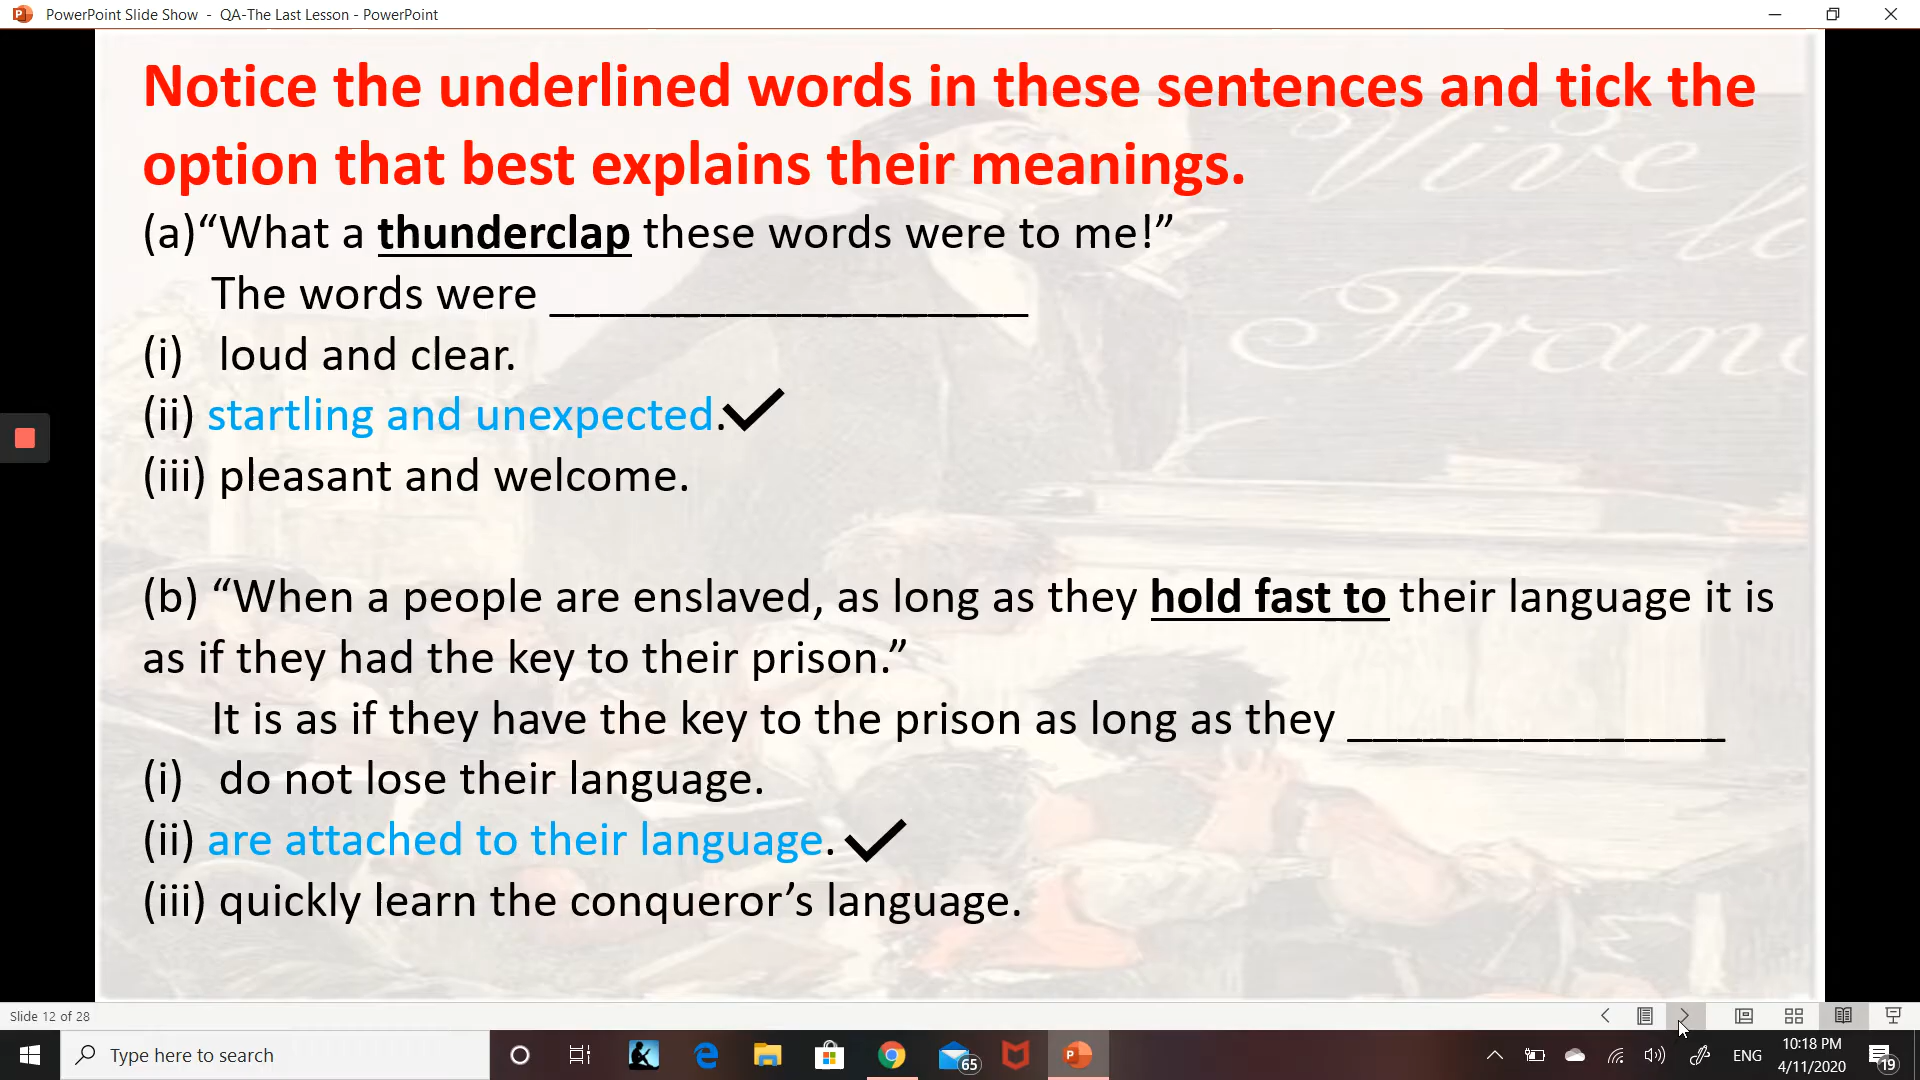 PowerPoint Slide Show - QA-The Last Lesson - PowerPoint
Notice the underlined words in these sentences and tick the
option that best explains their meanings.
(a)“What a thunderclap these words were to me!”
The words were ___________________
(i) loud and clear.
(ii) startling and unexpected.
(iii) pleasant and welcome.
(b) “When a people are enslaved, as long as they hold fast to their language it is
as if they had the key to their prison.”
It is as if they have the key to the prison as long as they _______________
(i) do not lose their language.
(ii) are attached to their language.
(iii) quickly learn the conqueror’s language.
Vive
la
Franc
Slide 12 of 28
Type here to search
65
ENG
10:18 PM
4/11/2020
19